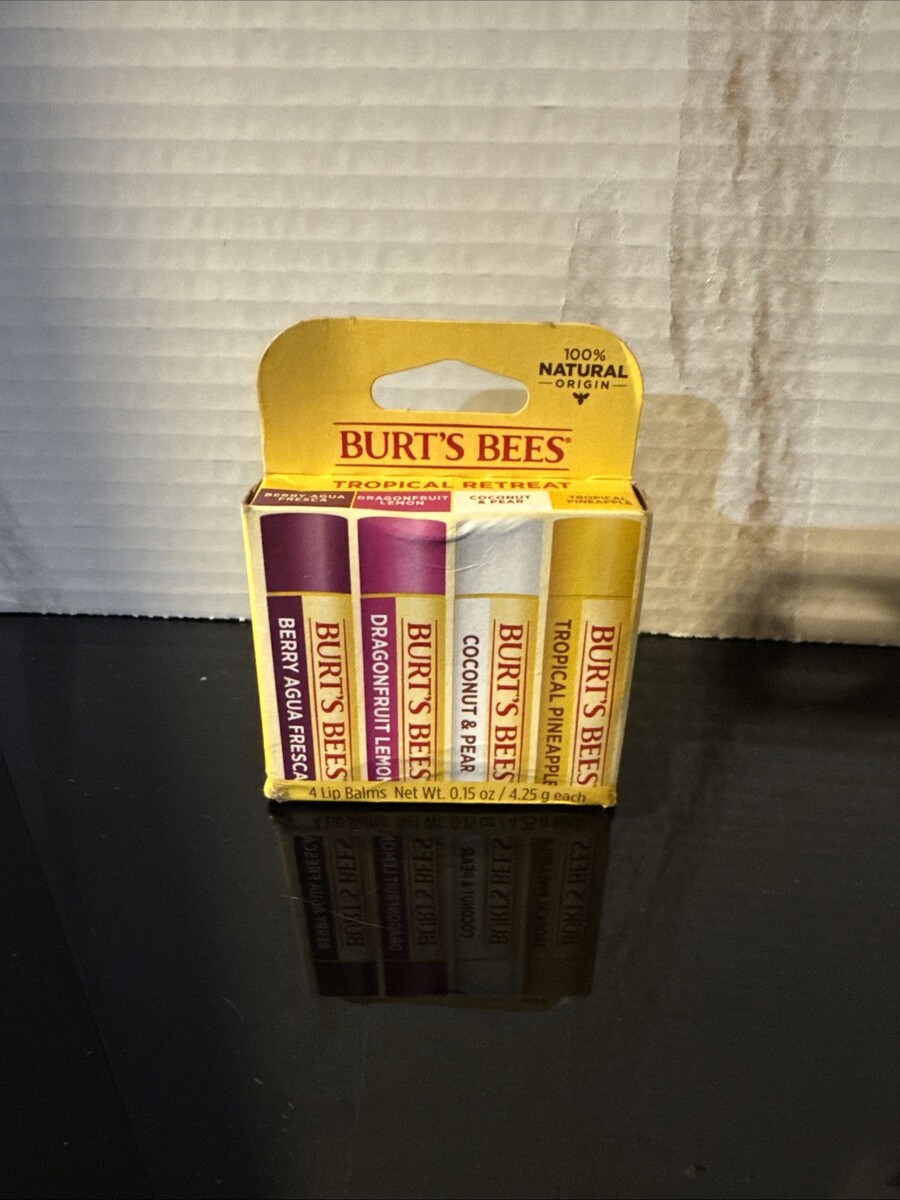 100%
NATURAL
ORIGIN
BURT'S BEES®
TROPICAL RETREAT
BERRY AGUA
FRESCA
DRAGONFRUIT
LEMON
COCONUT
& PEAR
TROPICAL
PINEAPPLE
BERRY AGUA FRESCA
BURT'S BEES
DRAGONFRUIT LEMON
BURT'S BEES
COCONUT & PEAR
BURT'S BEES
TROPICAL PINEAPPLE
BURT'S BEES
4 Lip Balms Net Wt. 0.15 oz / 4.25 g each